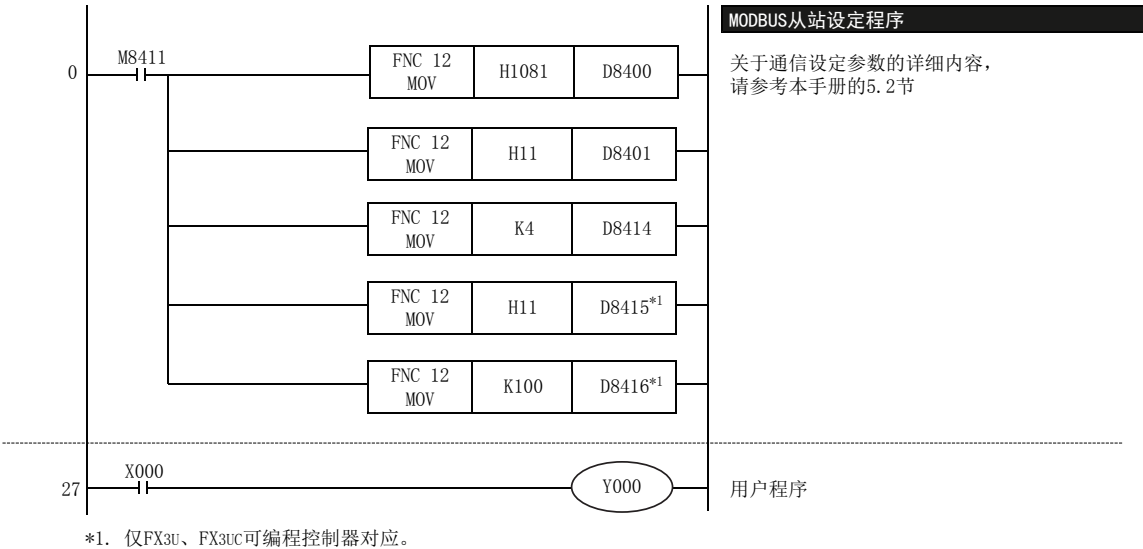 MODBUS从站设定程序
0 M8411 FNC 12 MOV H1081 D8400
关于通信设定参数的详细内容，
请参考本手册的5.2节
FNC 12 MOV H11 D8401
FNC 12 MOV K4 D8414
FNC 12 MOV H11 D8415*1
FNC 12 MOV K100 D8416*1
27 X000 Y000 用户程序
*1. 仅FX3U、FX3UC可编程控制器对应。